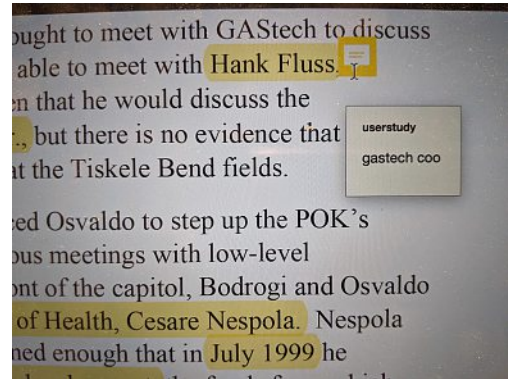 ought to meet with GAStech to discuss
able to meet with Hank Fluss.
en that he would discuss the
., but there is no evidence that
at the Tiskele Bend fields.
userstudy
gastech coo
ced Osvaldo to step up the POK's
ous meetings with low-level
ont of the capitol, Bodrogi and Osvaldo
of Health, Cesare Nespola. Nespola
ned enough that in July 1999 he